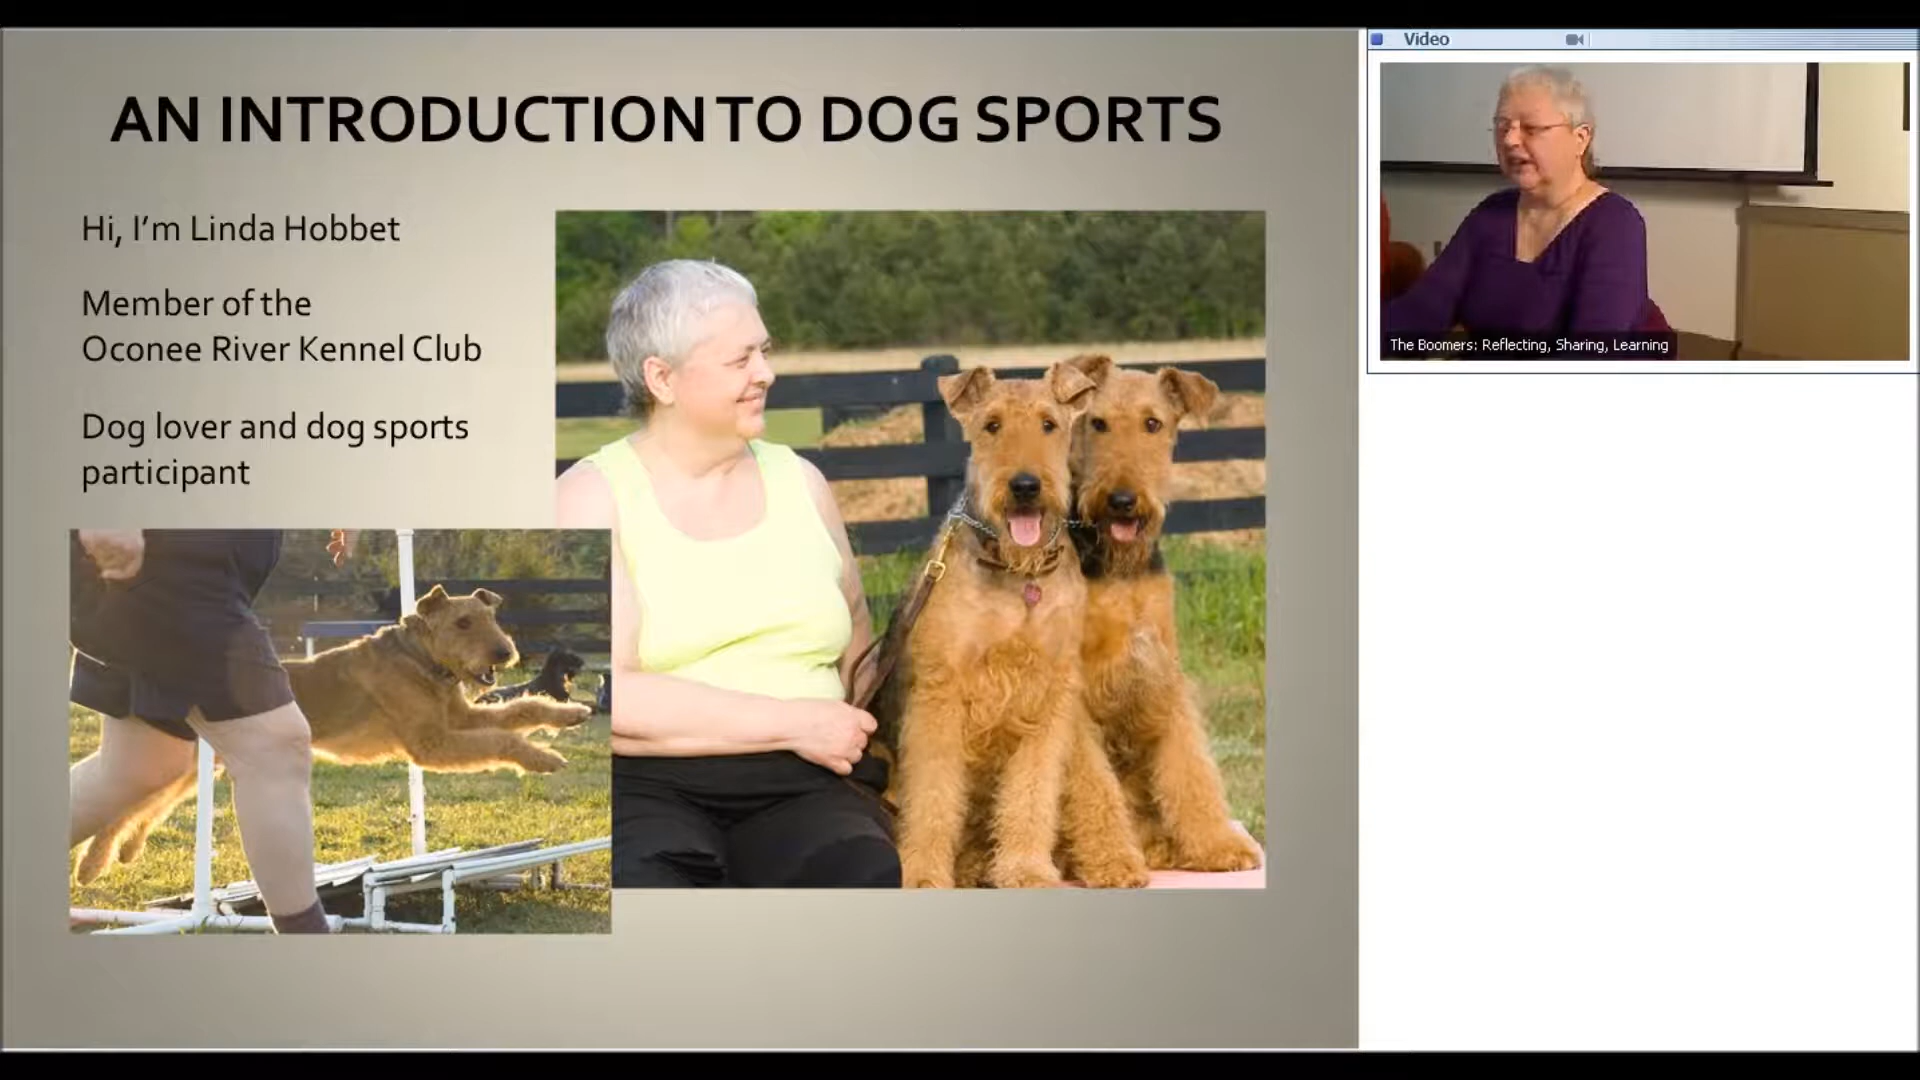 AN INTRODUCTION TO DOG SPORTS
Hi, I’m Linda Hobbet
Member of the
Oconee River Kennel Club
Dog lover and dog sports
participant
Video
The Boomers: Reflecting, Sharing, Learning